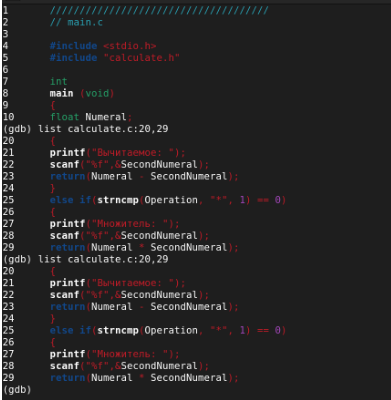 1 /////////////////////////////////////
2 // main.c
3
4 #include <stdio.h>
5 #include "calculate.h"
6
7 int
8 main (void)
9 {
10 float Numeral;
(gdb) list calculate.c:20,29
20 {
21 printf("Вычитаемое: ");
22 scanf("%f",&SecondNumeral);
23 return(Numeral - SecondNumeral);
24 }
25 else if(strncmp(Operation, "*", 1) == 0)
26 {
27 printf("Множитель: ");
28 scanf("%f",&SecondNumeral);
29 return(Numeral * SecondNumeral);
(gdb) list calculate.c:20,29
20 {
21 printf("Вычитаемое: ");
22 scanf("%f",&SecondNumeral);
23 return(Numeral - SecondNumeral);
24 }
25 else if(strncmp(Operation, "*", 1) == 0)
26 {
27 printf("Множитель: ");
28 scanf("%f",&SecondNumeral);
29 return(Numeral * SecondNumeral);
(gdb)